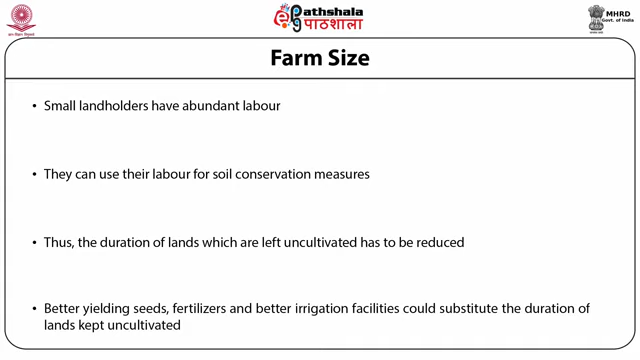 ePathshala
पाठशाला
MHRD
Govt. of India
Farm Size
• Small landholders have abundant labour
• They can use their labour for soil conservation measures
• Thus, the duration of lands which are left uncultivated has to be reduced
• Better yielding seeds, fertilizers and better irrigation facilities could substitute the duration of
lands kept uncultivated